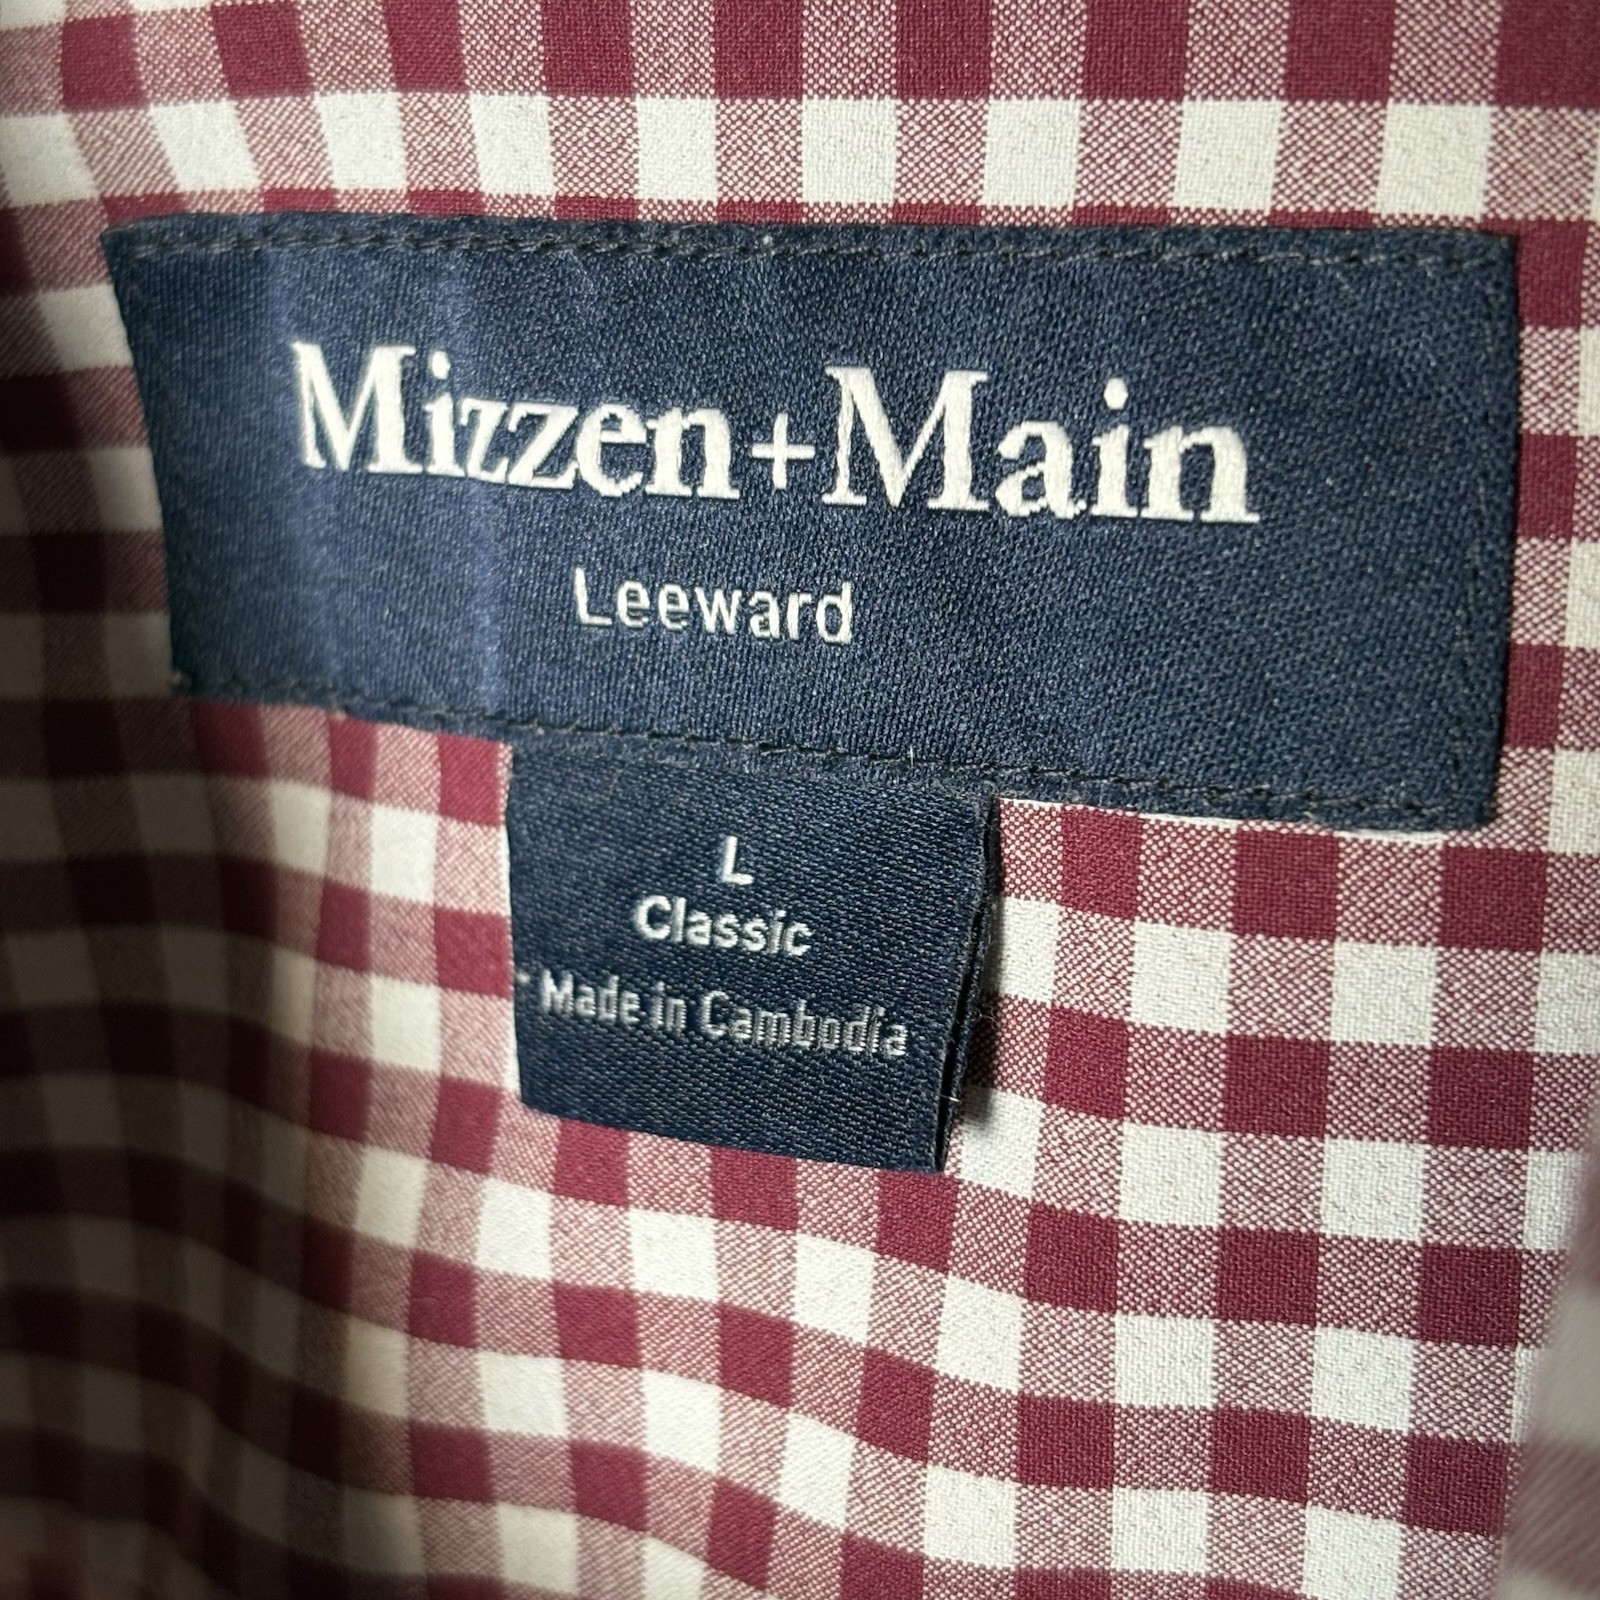 Mizzen+Main
Leeward
L
Classic
Made in Cambodia